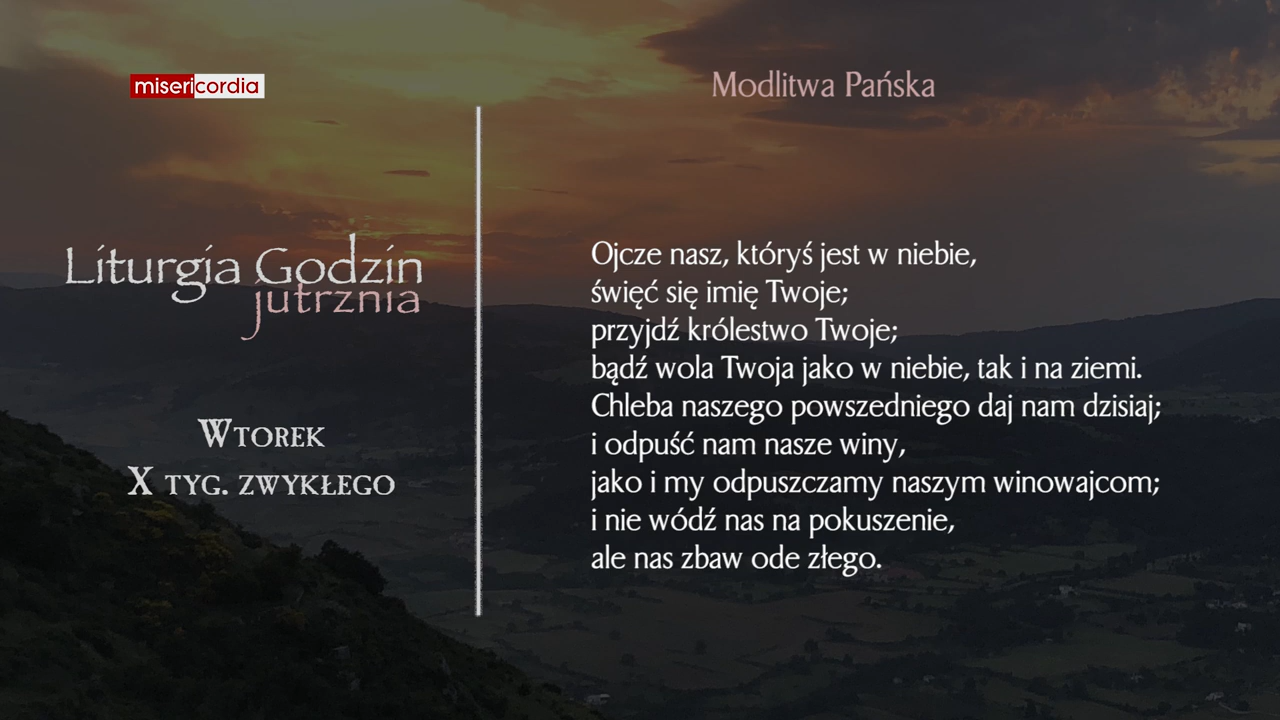 misericordia
Liturgia Godzin
jutrznia
Wtorek
X tyg. zwykłego
Modlitwa Pańska
Ojcze nasz, któryś jest w niebie,
święć się imię Twoje;
przyjdź królestwo Twoje;
bądź wola Twoja jako w niebie, tak i na ziemi.
Chleba naszego powszedniego daj nam dzisiaj;
i odpuść nam nasze winy,
jako i my odpuszczamy naszym winowajcom;
i nie wódź nas na pokuszenie,
ale nas zbaw ode złego.